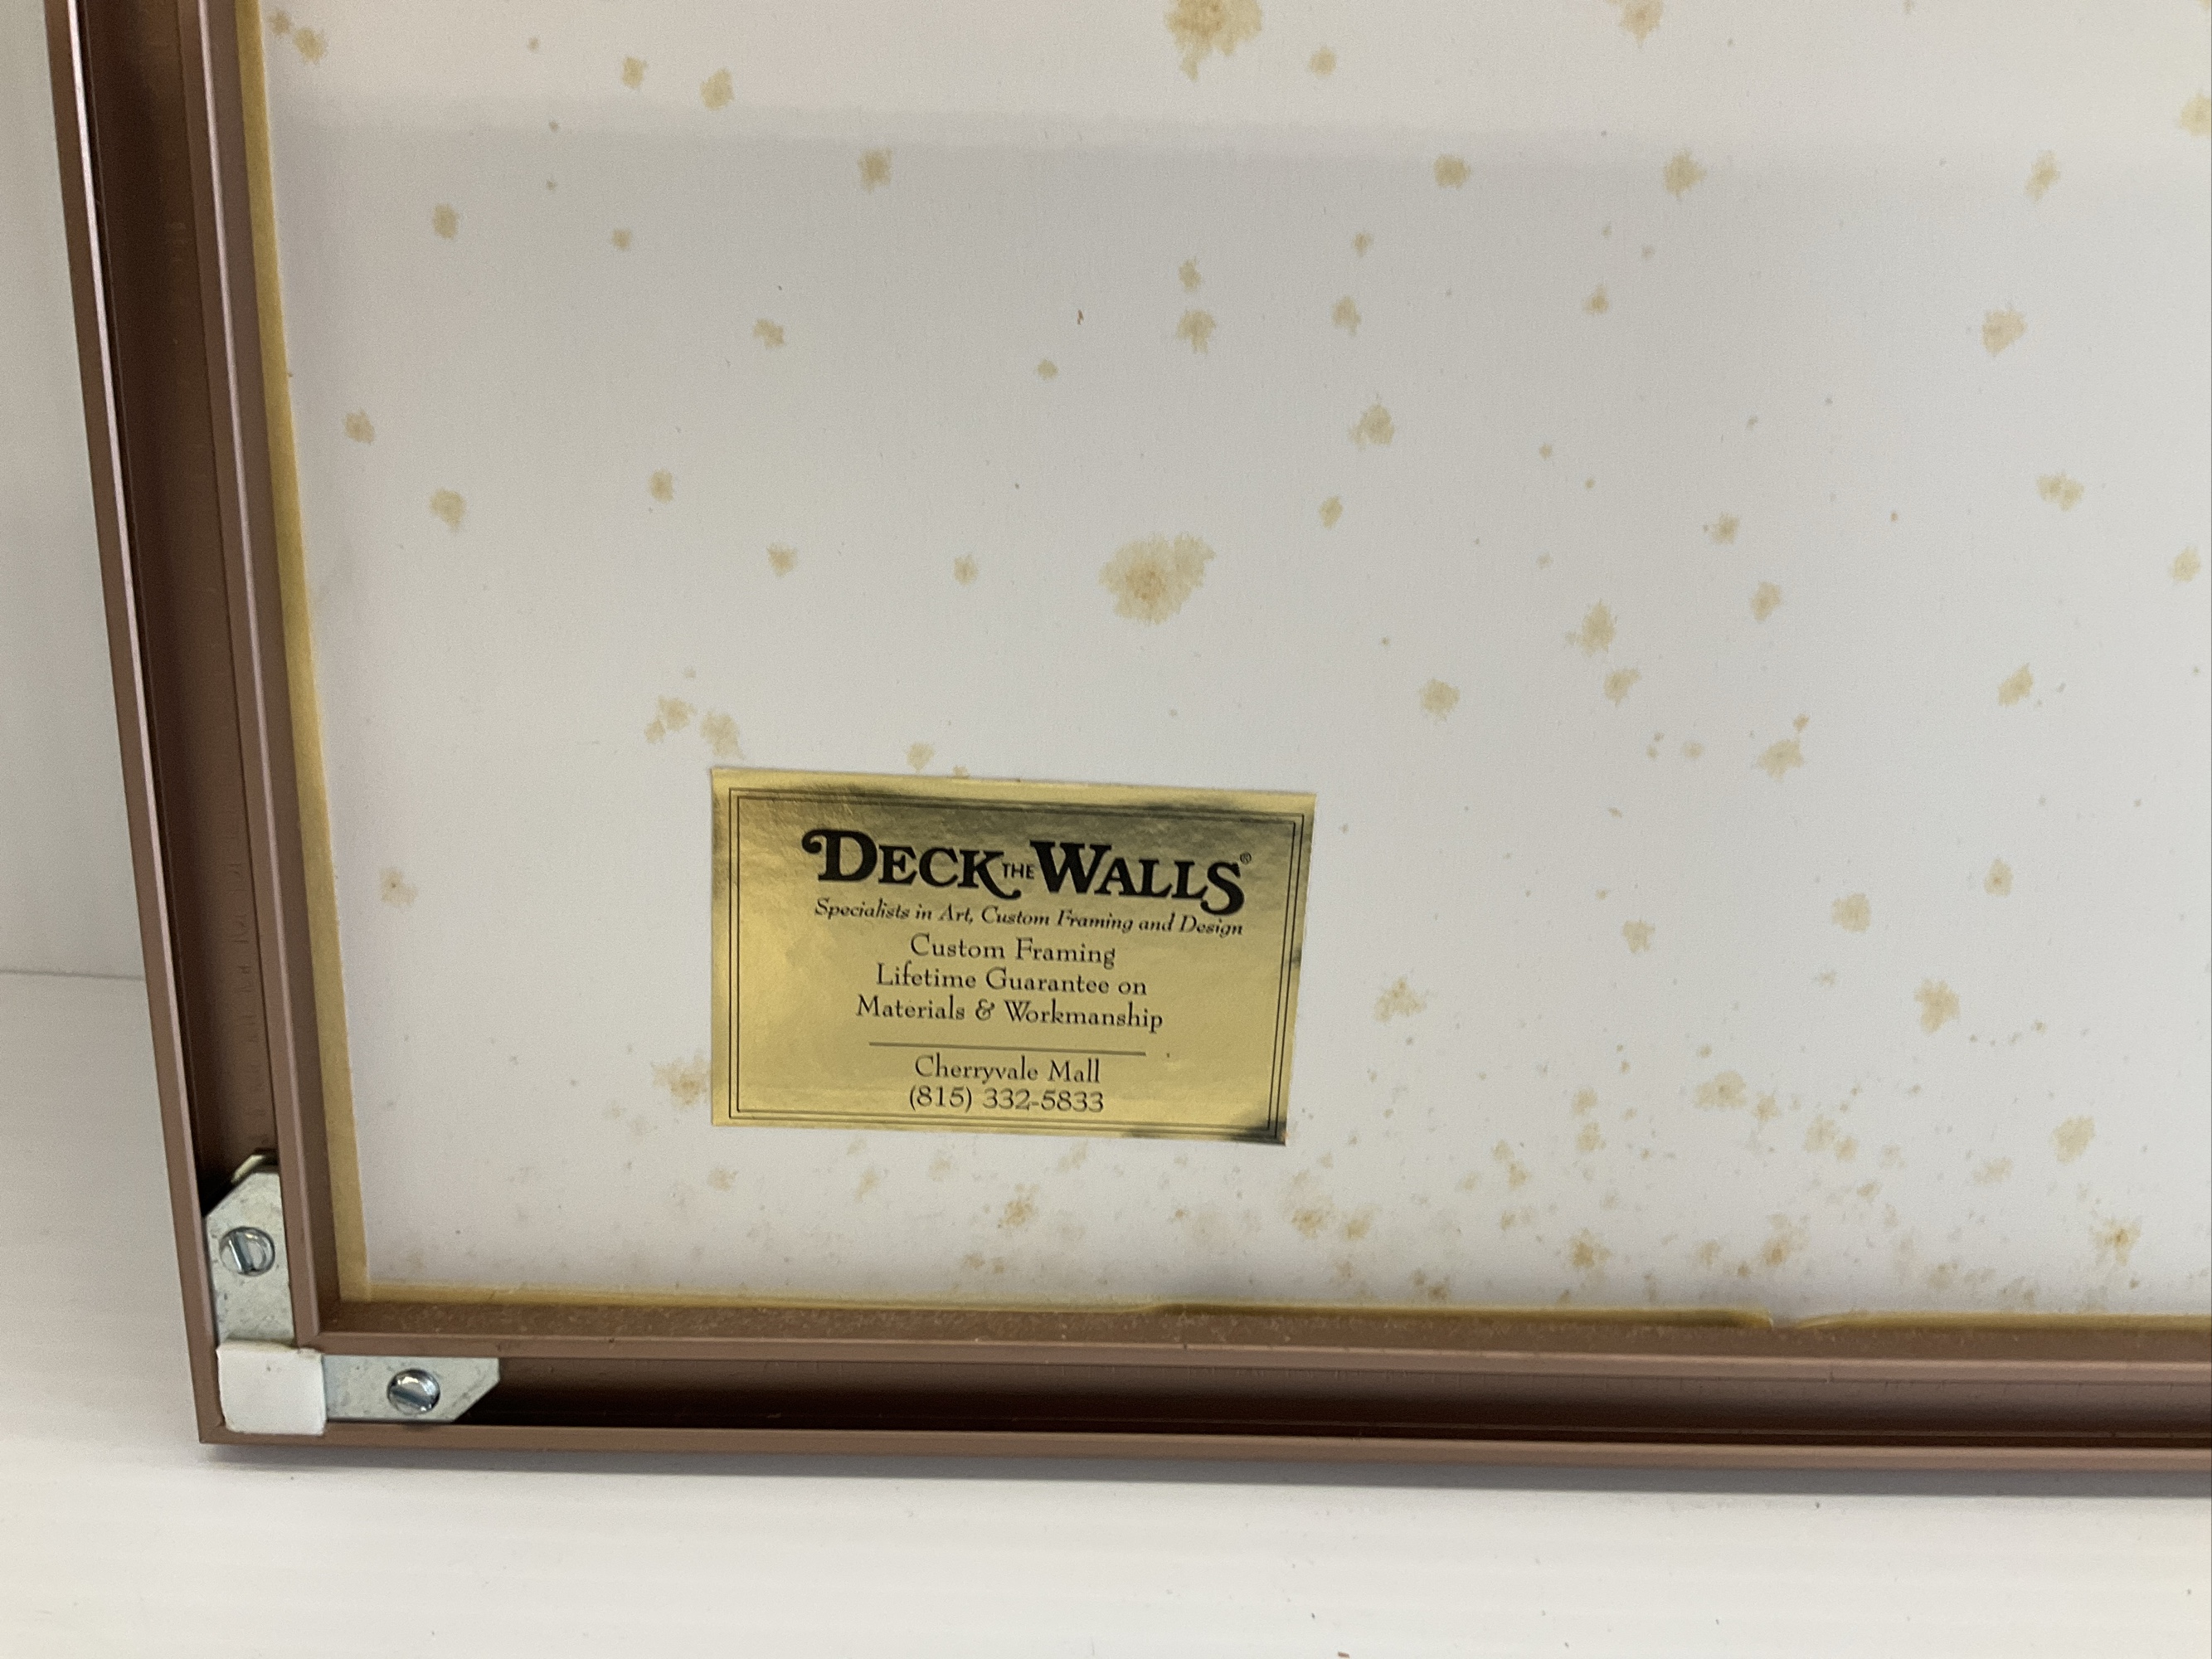 DECK THE WALLS®
Specialists in Art, Custom Framing and Design
Custom Framing
Lifetime Guarantee on
Materials & Workmanship
Cherryvale Mall
(815) 332-5833